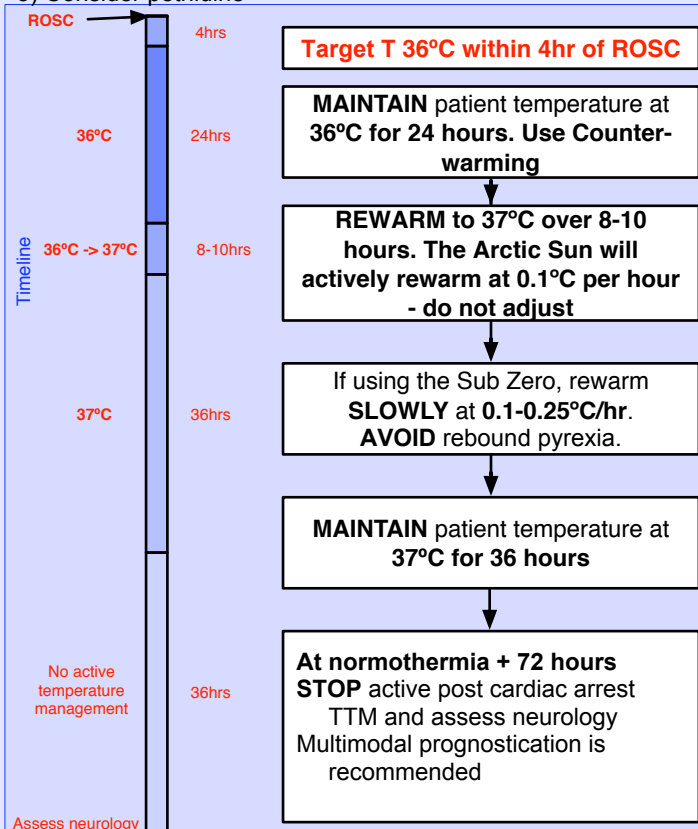 ROSC
4hrs
36ºC
24hrs
Timeline
36ºC -> 37ºC
8-10hrs
37ºC
36hrs
No active
temperature
management
36hrs
Assess neurology
Target T 36ºC within 4hr of ROSC
MAINTAIN patient temperature at
36ºC for 24 hours. Use Counter-
warming
REWARM to 37ºC over 8-10
hours. The Arctic Sun will
actively rewarm at 0.1ºC per hour
- do not adjust
If using the Sub Zero, rewarm
SLOWLY at 0.1-0.25ºC/hr.
AVOID rebound pyrexia.
MAINTAIN patient temperature at
37ºC for 36 hours
At normothermia + 72 hours
STOP active post cardiac arrest
TTM and assess neurology
Multimodal prognostication is
recommended